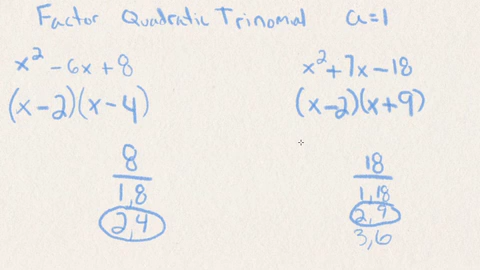 Factor Quadratic Trinomial a=1
x² - 6x + 8
(x-2)(x-4)
8
1,8
2,4
x² + 7x - 18
(x-2)(x+9)
18
1,18
2,9
3,6